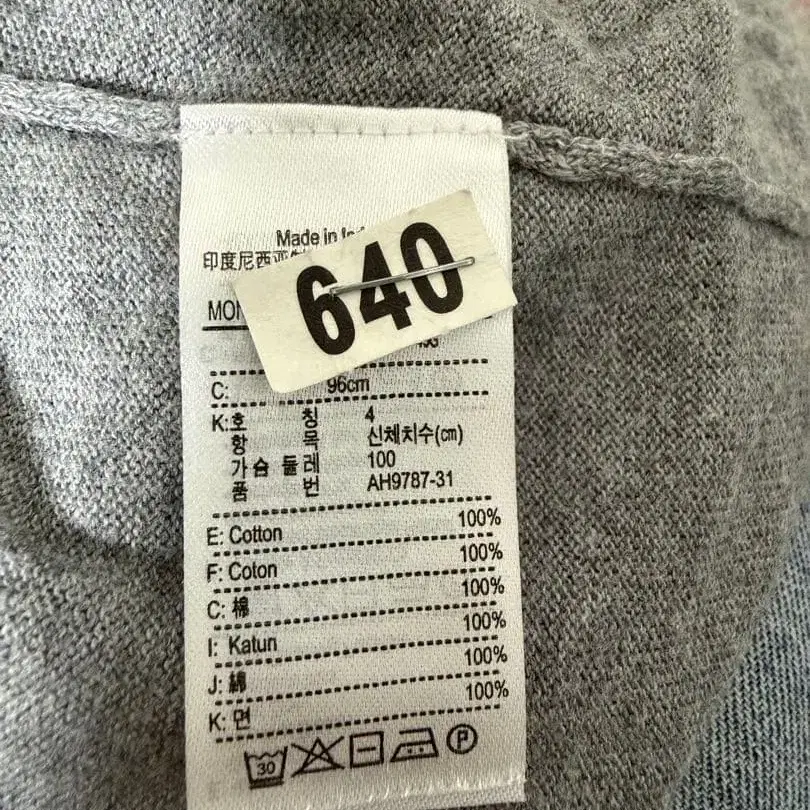 Made in
印度尼西亚
640
C: 96cm
K:호 칭 4
항 목 신체치수(㎝)
가슴 둘레 100
품 번 AH9787-31
E: Cotton 100%
F: Coton 100%
C: 棉 100%
I: Katun 100%
J: 綿 100%
K: 면 100%
30
P